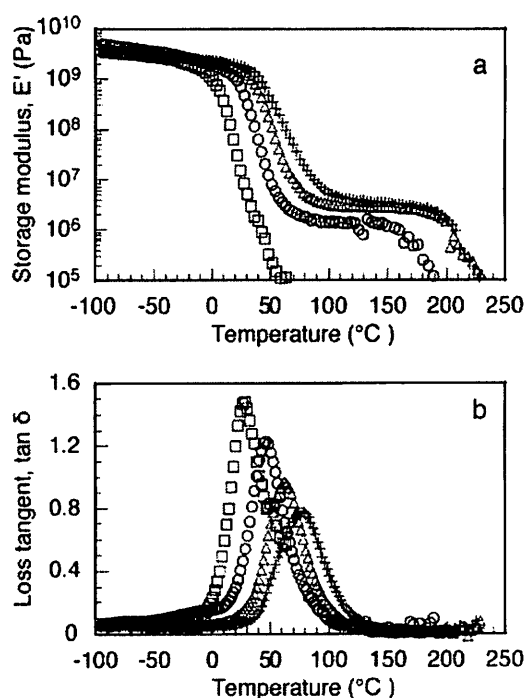 10¹⁰
10⁹
10⁸
10⁷
10⁶
10⁵
Storage modulus, E' (Pa)
a
-100 -50 0 50 100 150 200 250
Temperature (°C )
1.6
1.2
0.8
0.4
0
Loss tangent, tan δ
b
-100 -50 0 50 100 150 200 250
Temperature (°C )